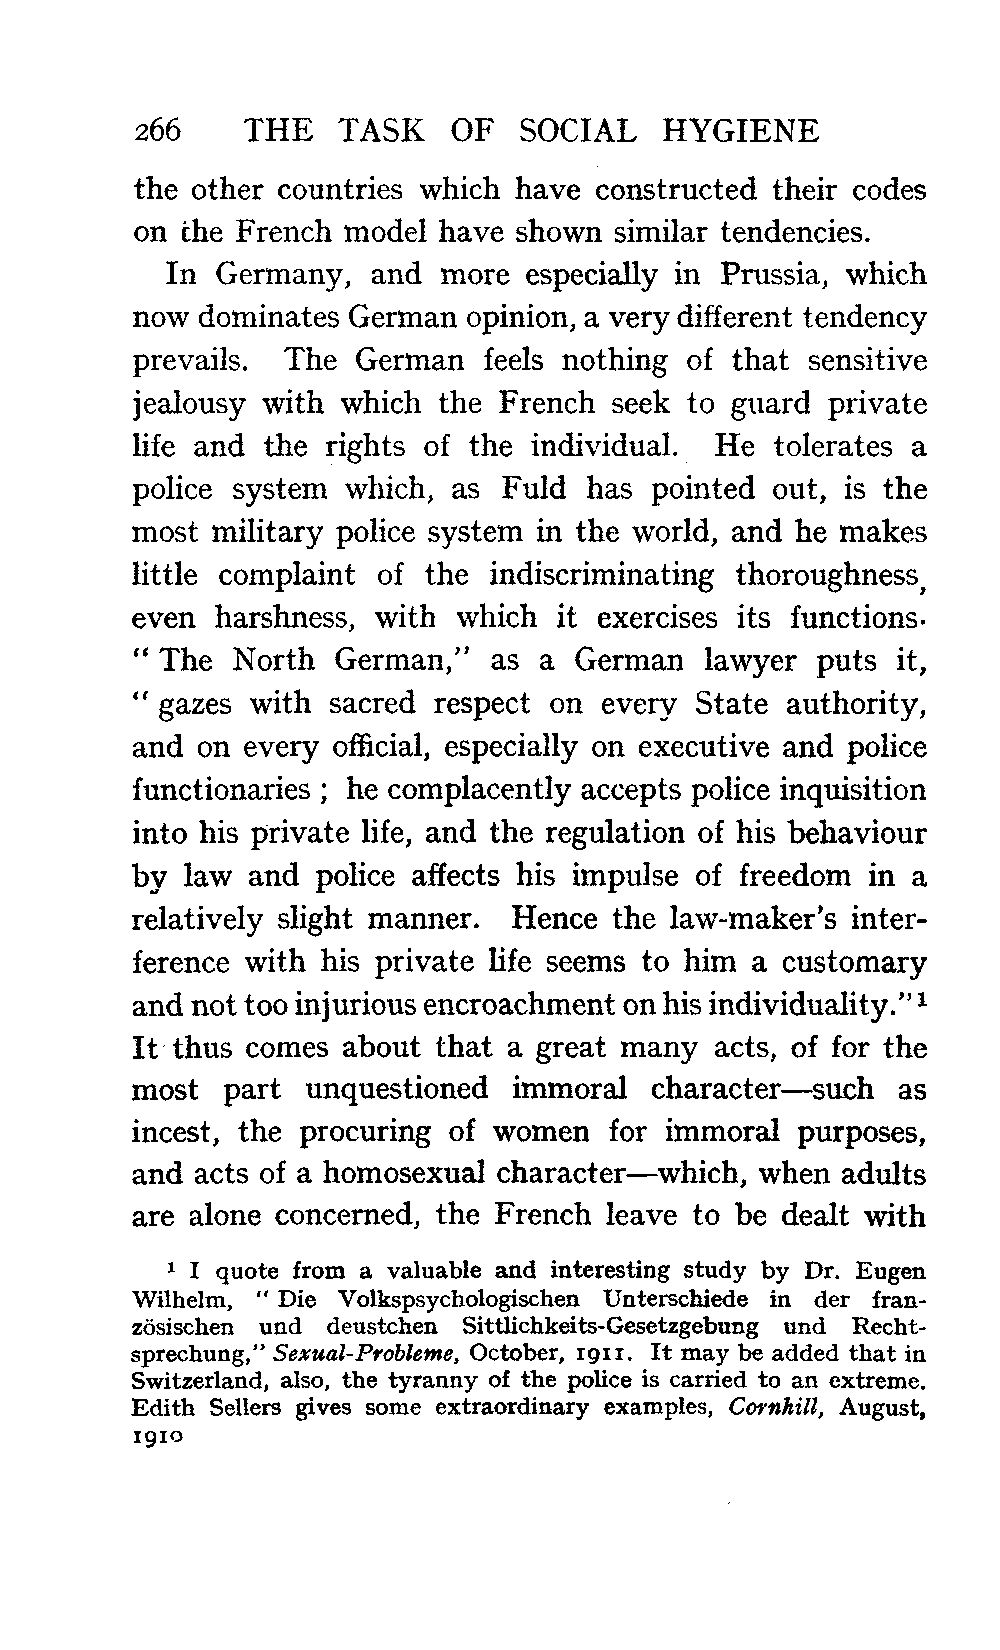 266 THE TASK OF SOCIAL HYGIENE
the other countries which have constructed their codes
on the French model have shown similar tendencies.
In Germany, and more especially in Prussia, which
now dominates German opinion, a very different tendency
prevails. The German feels nothing of that sensitive
jealousy with which the French seek to guard private
life and the rights of the individual. He tolerates a
police system which, as Fuld has pointed out, is the
most military police system in the world, and he makes
little complaint of the indiscriminating thoroughness,
even harshness, with which it exercises its functions.
" The North German," as a German lawyer puts it,
" gazes with sacred respect on every State authority,
and on every official, especially on executive and police
functionaries ; he complacently accepts police inquisition
into his private life, and the regulation of his behaviour
by law and police affects his impulse of freedom in a
relatively slight manner. Hence the law-maker's inter-
ference with his private life seems to him a customary
and not too injurious encroachment on his individuality."¹
It thus comes about that a great many acts, of for the
most part unquestioned immoral character—such as
incest, the procuring of women for immoral purposes,
and acts of a homosexual character—which, when adults
are alone concerned, the French leave to be dealt with
¹ I quote from a valuable and interesting study by Dr. Eugen
Wilhelm, " Die Volkspsychologischen Unterschiede in der fran-
zösischen und deustchen Sittlichkeits-Gesetzgebung und Recht-
sprechung," Sexual-Probleme, October, 1911. It may be added that in
Switzerland, also, the tyranny of the police is carried to an extreme.
Edith Sellers gives some extraordinary examples, Cornhill, August,
1910